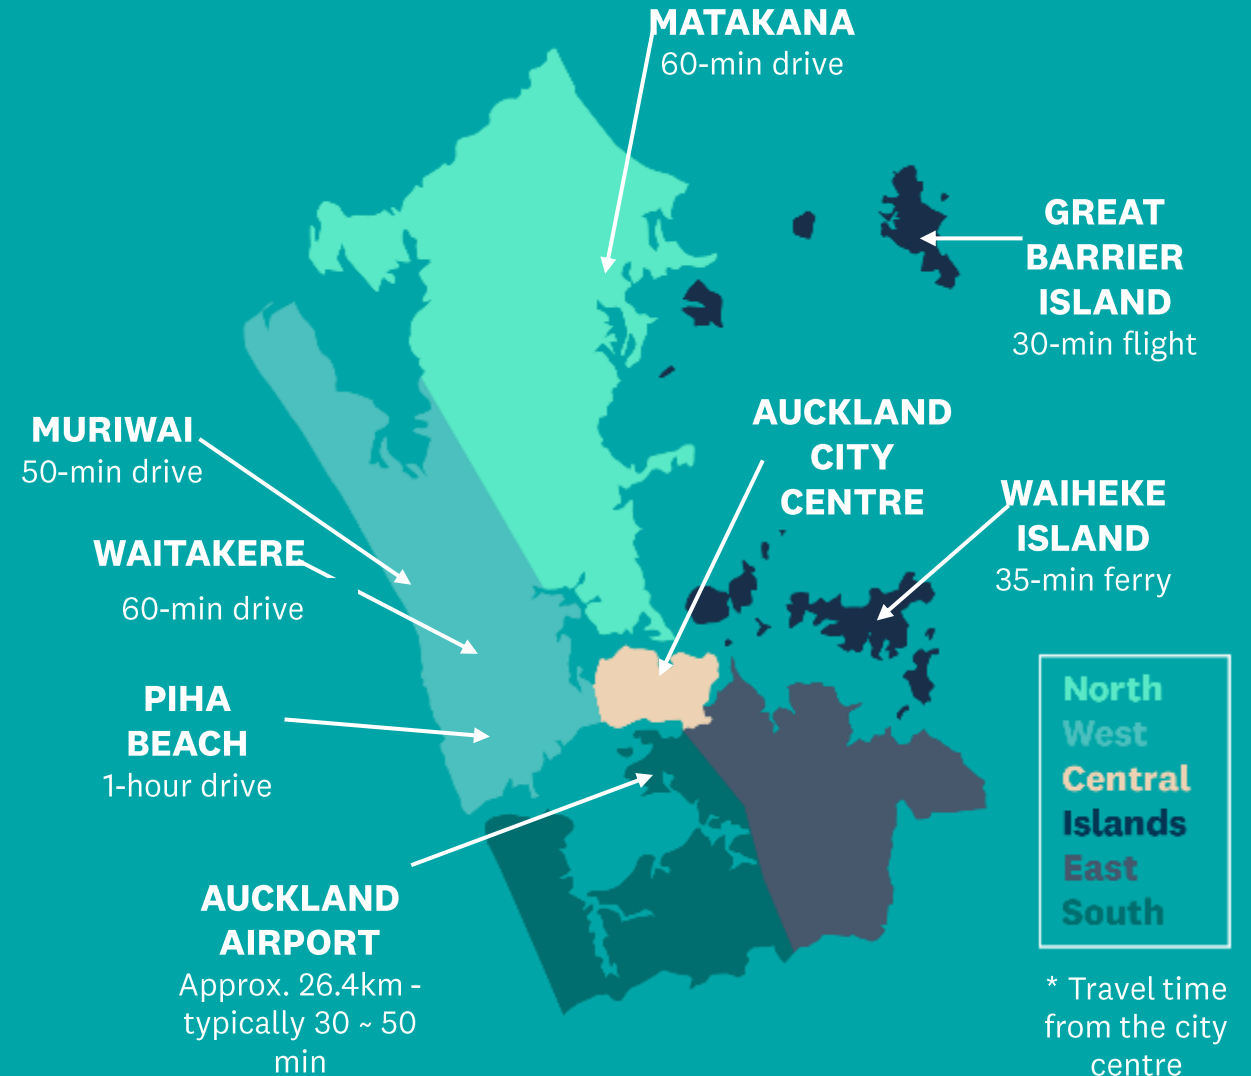 MATAKANA
60-min drive
GREAT
BARRIER
ISLAND
30-min flight
AUCKLAND
CITY
CENTRE
MURIWAI
50-min drive
WAIHEKE
ISLAND
35-min ferry
WAITAKERE
60-min drive
PIHA
BEACH
1-hour drive
AUCKLAND
AIRPORT
Approx. 26.4km -
typically 30 ~ 50
min
North
West
Central
Islands
East
South
* Travel time
from the city
centre